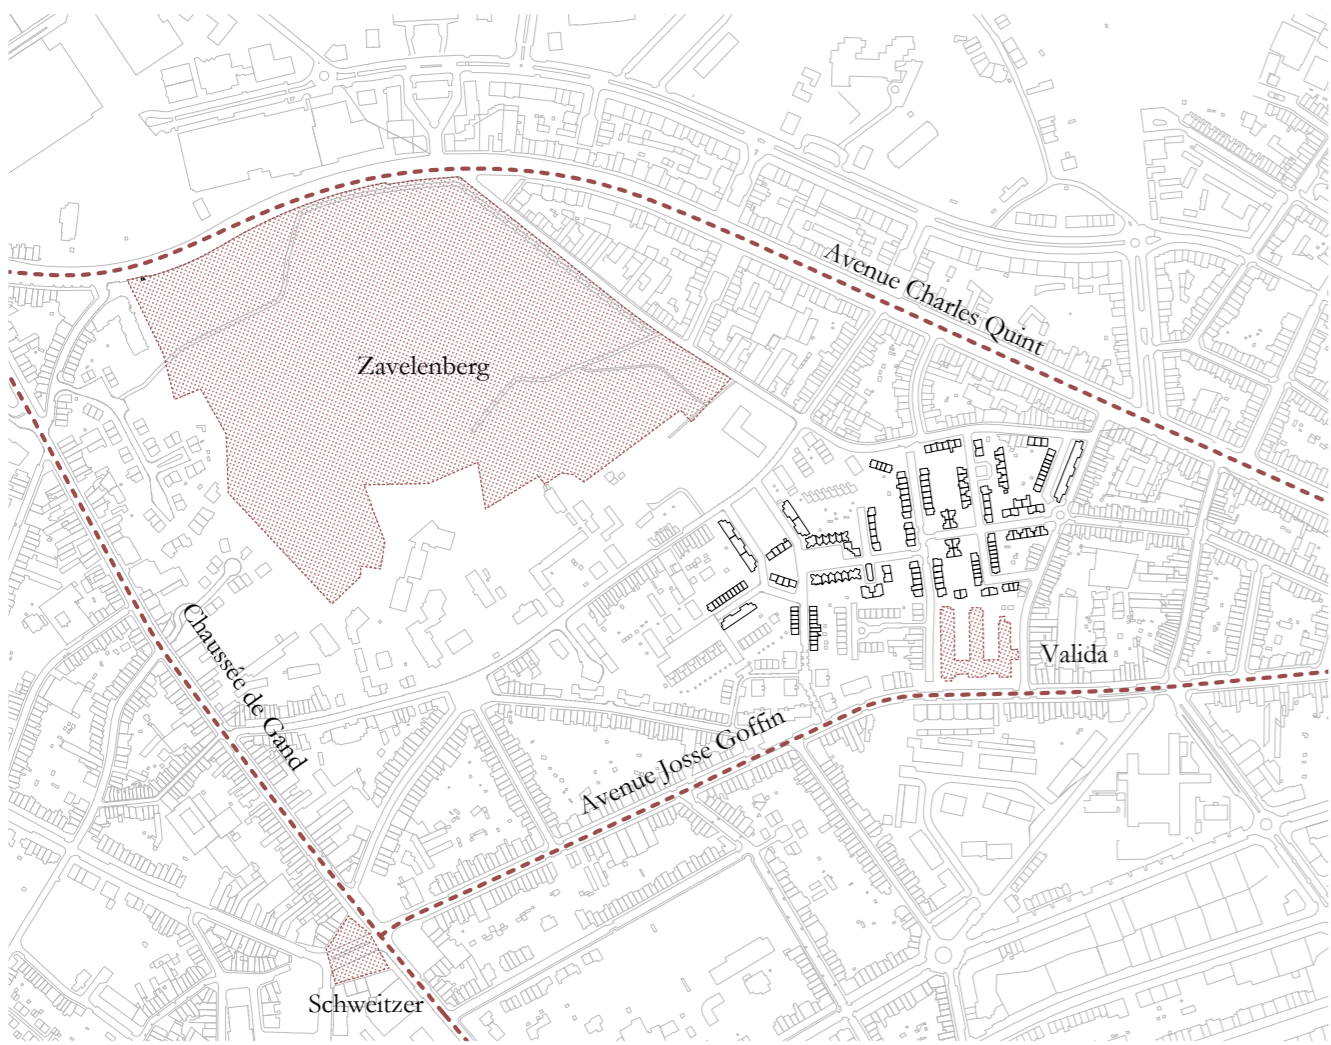 Avenue Charles Quint
Zavelenberg
Chaussée de Gand
Valida
Avenue Josse Goffin
Schweitzer